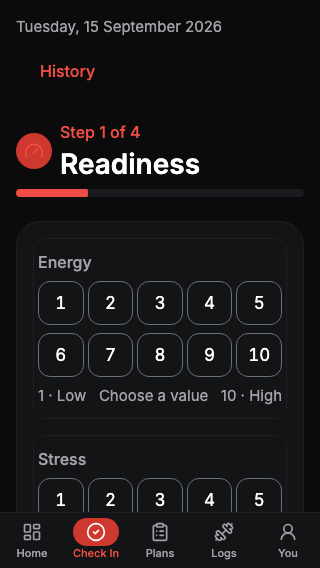 Tuesday, 15 September 2026
History
Step 1 of 4
Readiness
Energy
1 2 3 4 5
6 7 8 9 10
1 · Low Choose a value 10 · High
Stress
1 2 3 4 5
Home Check In Plans Logs You